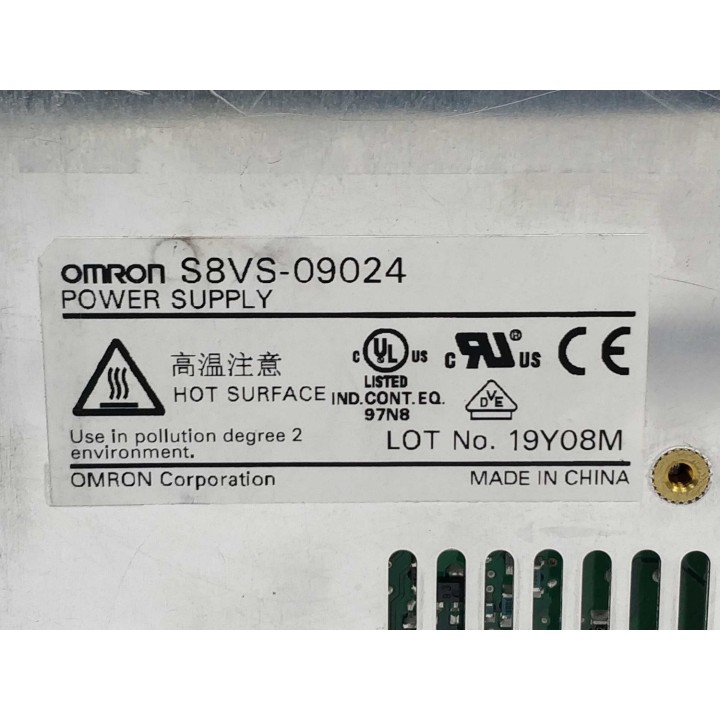 OMRON S8VS-09024
POWER SUPPLY
高温注意
HOT SURFACE
C UL US
LISTED
IND.CONT.EQ.
97N8
C RU ® US
CE
DVE
Use in pollution degree 2
environment.
LOT No. 19Y08M
OMRON Corporation
MADE IN CHINA